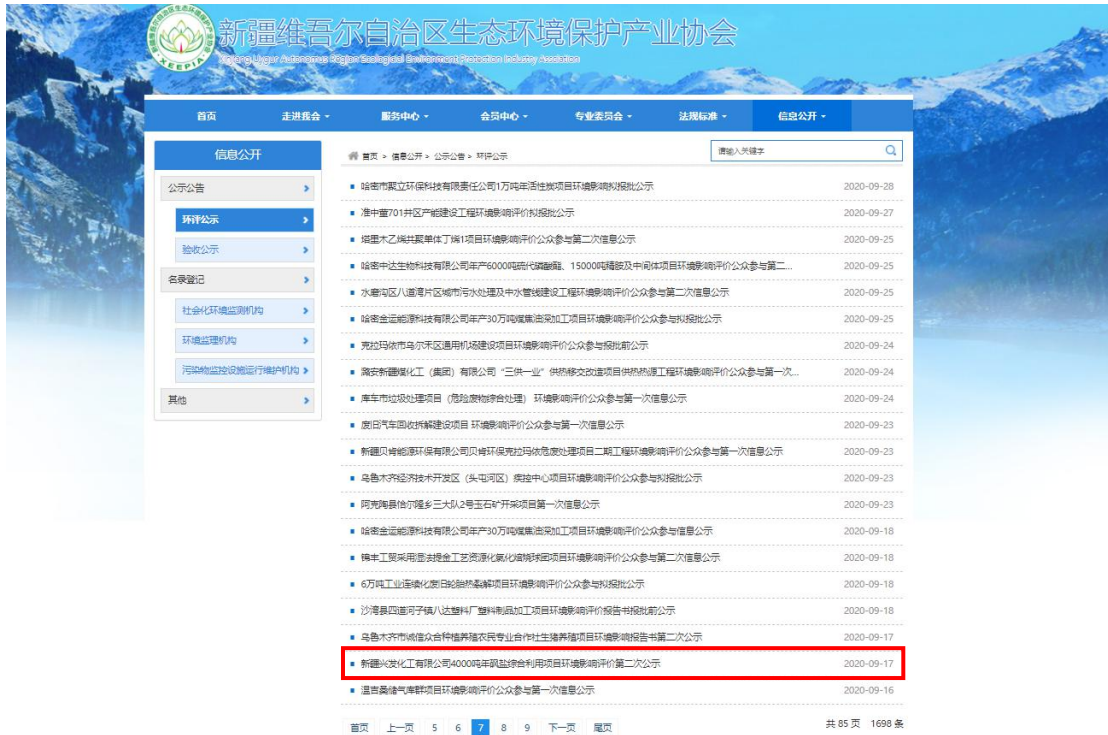 新疆维吾尔自治区生态环境保护产业协会
首页 走进我会 服务中心 会员中心 专业委员会 法规标准 信息公开
信息公开
首页 > 信息公开 > 公示公告 > 环评公示
请输入关键字
公示公告
环评公示
验收公示
名录登记
社会化环境监测机构
环境监理机构
污染物监控设施运行维护机构
其他
哈密市聚立环保科技有限责任公司1万吨年活性炭项目环境影响拟报批公示 2020-09-28
准中董701井区产能建设工程环境影响评价拟报批公示 2020-09-27
塔里木乙烯共聚单体丁烯1项目环境影响评价公众参与第二次信息公示 2020-09-25
哈密中达生物科技有限公司年产6000吨硫代磷酸酯、15000吨精胺及中间体项目环境影响评价公众参与第二... 2020-09-25
水磨沟区八道湾片区城市污水处理及中水管线建设工程环境影响评价公众参与第二次信息公示 2020-09-25
哈密金运能源科技有限公司年产30万吨煤焦油深加工项目环境影响评价公众参与拟报批公示 2020-09-25
克拉玛依市乌尔禾区通用机场建设项目环境影响评价公众参与报批前公示 2020-09-24
潞安新疆煤化工（集团）有限公司“三供一业”供热移交改造项目供热热源工程环境影响评价公众参与第一次... 2020-09-24
库车市垃圾处理项目（危险废物综合处理） 环境影响评价公众参与第一次信息公示 2020-09-24
废旧汽车回收拆解建设项目 环境影响评价公众参与第一次信息公示 2020-09-23
新疆贝肯能源环保有限公司贝肯环保克拉玛依危废处理项目二期工程环境影响评价公众参与第一次信息公示 2020-09-23
乌鲁木齐经济技术开发区（头屯河区）疾控中心项目环境影响评价公众参与拟报批公示 2020-09-23
阿克陶县恰尔隆乡三大队2号玉石矿开采项目第一次信息公示 2020-09-23
哈密金运能源科技有限公司年产30万吨煤焦油深加工项目环境影响评价公众参与信息公示 2020-09-18
锦丰工贸采用湿法提金工艺资源化氰化焙烧球团项目环境影响评价公众参与第二次信息公示 2020-09-18
6万吨工业连续化废旧轮胎热裂解项目环境影响评价公众参与拟报批公示 2020-09-18
沙湾县四道河子镇八达塑料厂塑料制品加工项目环境影响评价报告书报批前公示 2020-09-18
乌鲁木齐市诚信众合种植养殖农民专业合作社生猪养殖项目环境影响报告书第二次公示 2020-09-17
新疆兴发化工有限公司4000吨年砜盐综合利用项目环境影响评价第二次公示 2020-09-17
温吉桑储气库群项目环境影响评价公众参与第一次信息公示 2020-09-16
首页 上一页 5 6 7 8 9 下一页 尾页 共 85 页 1698 条